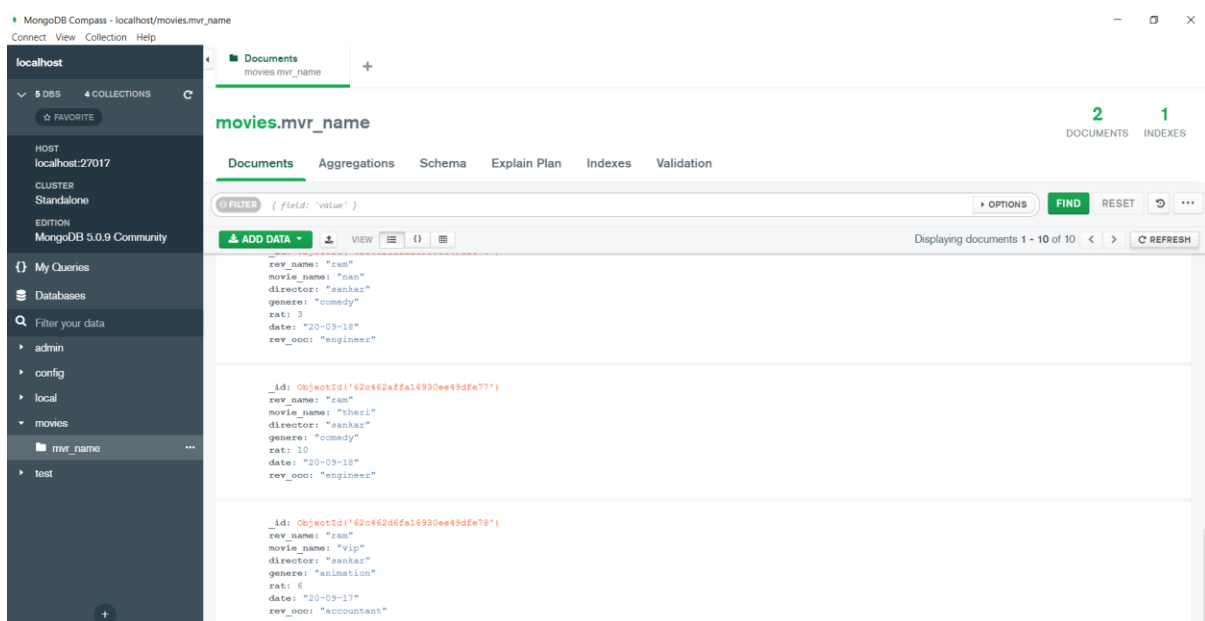 MongoDB Compass - localhost/movies.mvr_name
Connect View Collection Help
localhost
5 DBS 4 COLLECTIONS
☆ FAVORITE
HOST
localhost:27017
CLUSTER
Standalone
EDITION
MongoDB 5.0.9 Community
{} My Queries
Databases
Filter your data
admin
config
local
movies
mvr_name ...
test
+
Documents
movies.mvr_name
+
movies.mvr_name
2
DOCUMENTS
1
INDEXES
Documents Aggregations Schema Explain Plan Indexes Validation
FILTER { field: 'value' } OPTIONS FIND RESET ...
ADD DATA VIEW {} Displaying documents 1 - 10 of 10 < > REFRESH
rev_name: "ram"
movie_name: "nan"
director: "sankar"
genere: "comedy"
rat: 3
date: "20-09-18"
rev_occ: "engineer"
_id: ObjectId('62c462affa16930ee49dfe77')
rev_name: "ram"
movie_name: "theri"
director: "sankar"
genere: "comedy"
rat: 10
date: "20-09-18"
rev_occ: "engineer"
_id: ObjectId('62c462d6fa16930ee49dfe78')
rev_name: "ram"
movie_name: "vip"
director: "sankar"
genere: "animation"
rat: 6
date: "20-09-17"
rev_occ: "accountant"